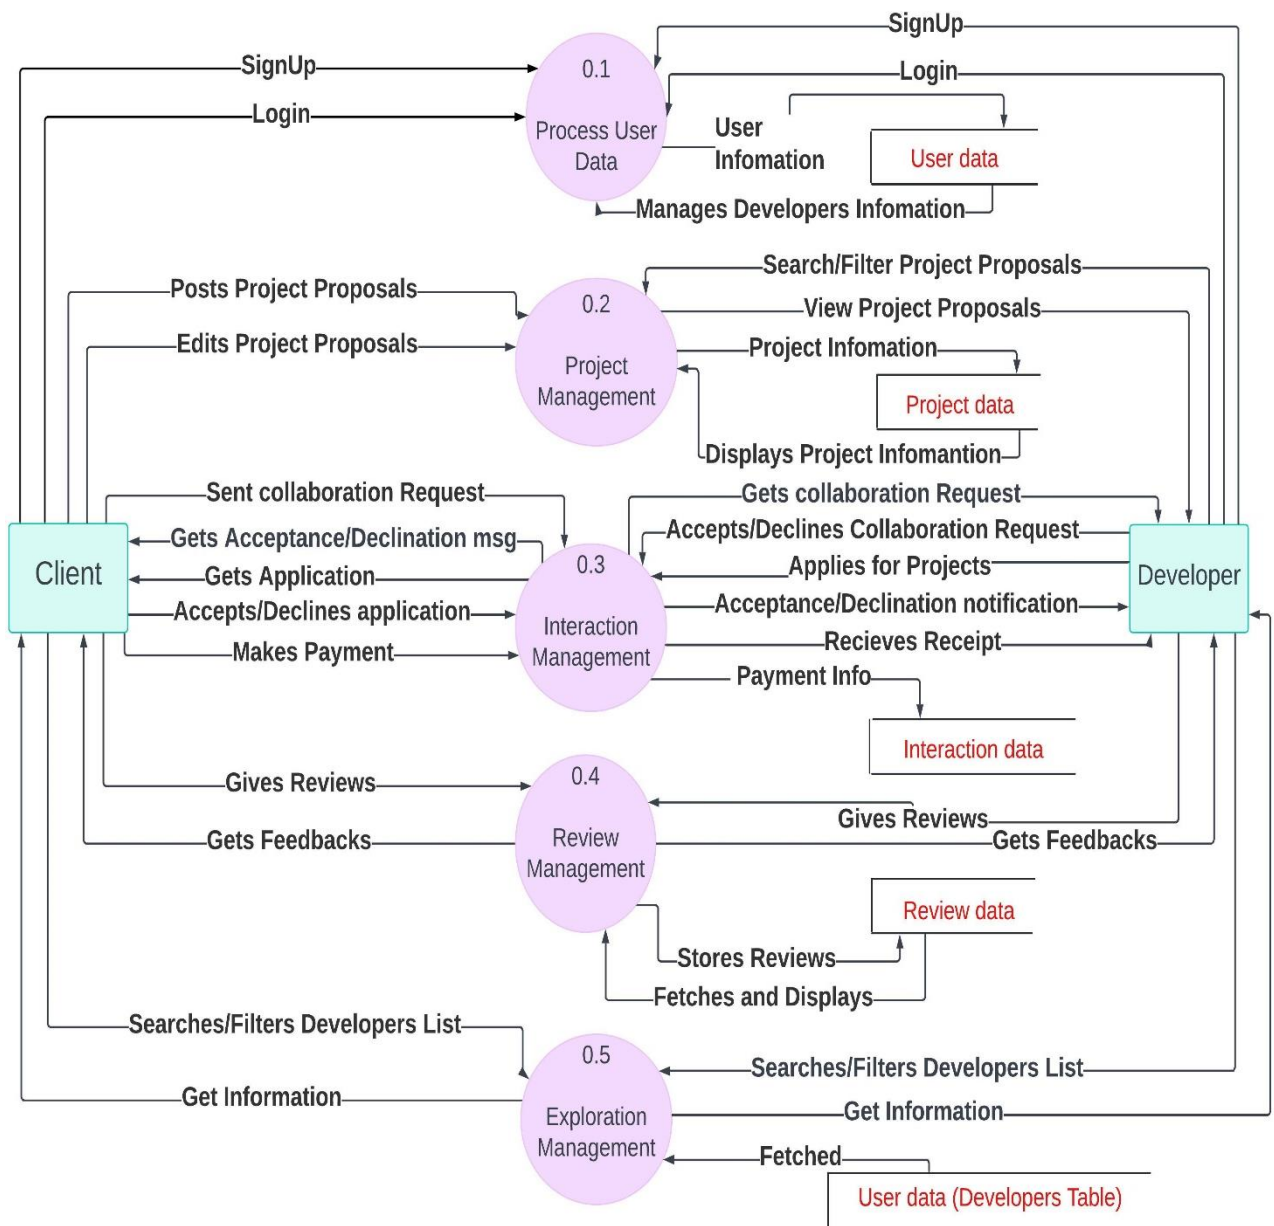 SignUp
SignUp
0.1
Login
Login
Process User
Data
User
Infomation
User data
Manages Developers Infomation
Search/Filter Project Proposals
Posts Project Proposals
0.2
View Project Proposals
Edits Project Proposals
Project Infomation
Project
Management
Project data
Displays Project Infomantion
Sent collaboration Request
Gets collaboration Request
Gets Acceptance/Declination msg
Accepts/Declines Collaboration Request
0.3
Client
Gets Application
Applies for Projects
Developer
Accepts/Declines application
Acceptance/Declination notification
Interaction
Management
Makes Payment
Recieves Receipt
Payment Info
Interaction data
0.4
Gives Reviews
Gives Reviews
Gets Feedbacks
Review
Management
Gets Feedbacks
Review data
Stores Reviews
Fetches and Displays
Searches/Filters Developers List
0.5
Searches/Filters Developers List
Get Information
Get Information
Exploration
Management
Fetched
User data (Developers Table)